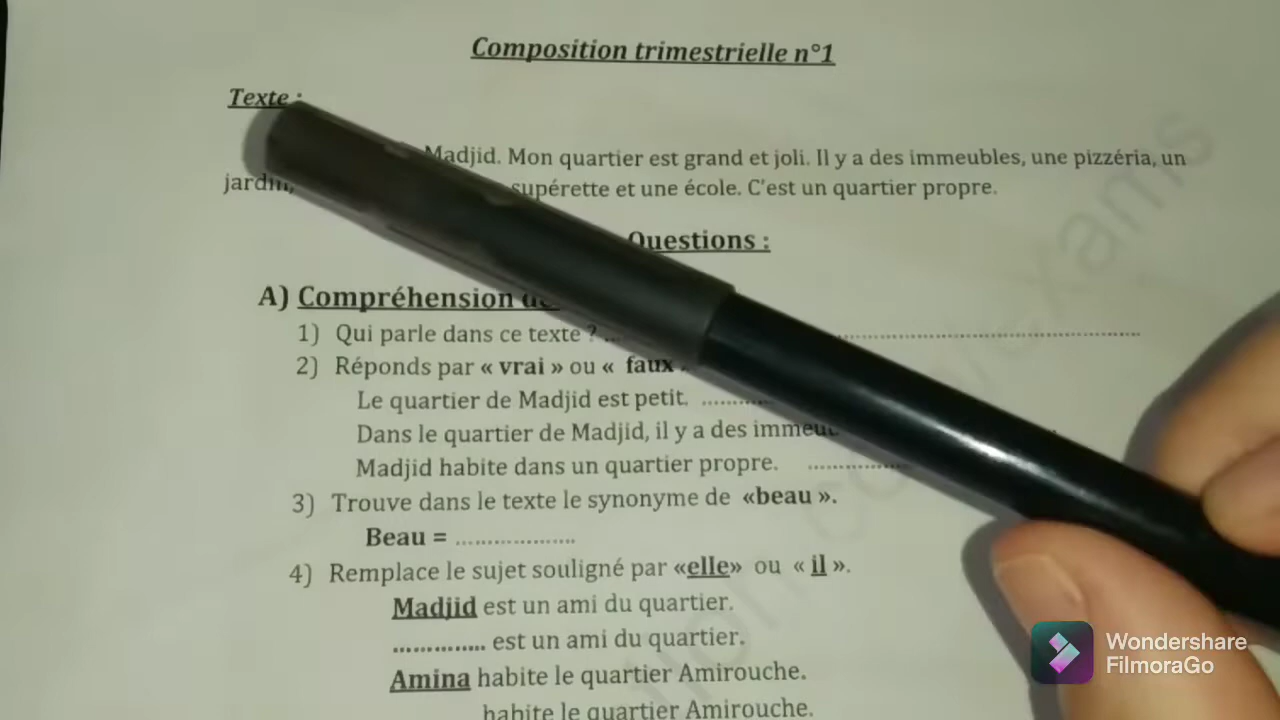 Composition trimestrielle n°1
Texte :
Madjid. Mon quartier est grand et joli. Il y a des immeubles, une pizzéria, un
jardin, supérette et une école. C'est un quartier propre.
Questions :
A) Compréhension
1) Qui parle dans ce texte ? ...
2) Réponds par « vrai » ou « faux
Le quartier de Madjid est petit. ............
Dans le quartier de Madjid, il y a des
Madjid habite dans un quartier propre. ................
3) Trouve dans le texte le synonyme de «beau ».
Beau = ....................
4) Remplace le sujet souligné par «elle» ou « il ».
Madjid est un ami du quartier.
.............. est un ami du quartier.
Amina habite le quartier Amirouche.
habite le quartier Amirouche.
Wondershare
FilmoraGo